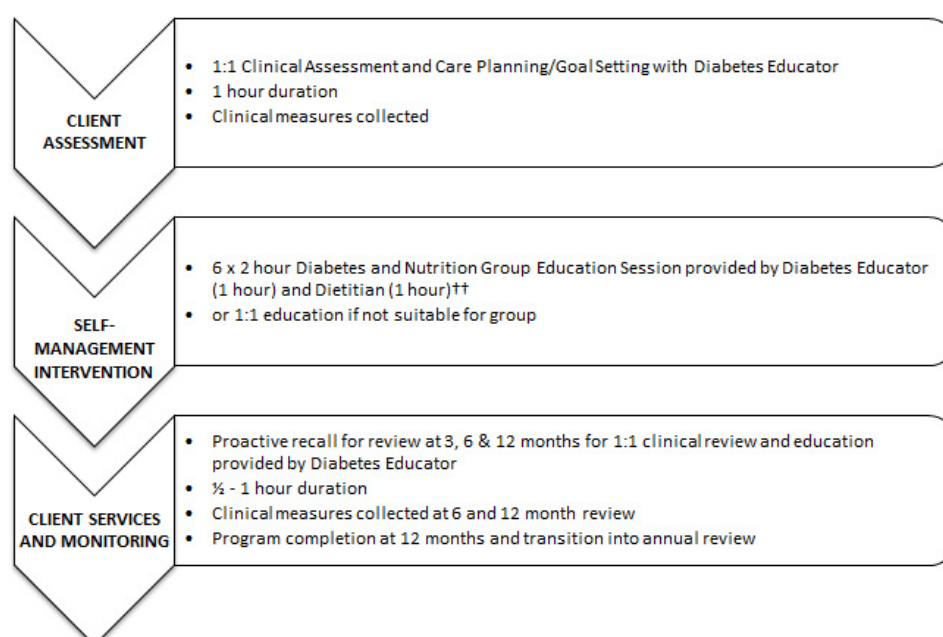 CLIENT
ASSESSMENT
• 1:1 Clinical Assessment and Care Planning/Goal Setting with Diabetes Educator
• 1 hour duration
• Clinical measures collected
SELF-
MANAGEMENT
INTERVENTION
• 6 x 2 hour Diabetes and Nutrition Group Education Session provided by Diabetes Educator
(1 hour) and Dietitian (1 hour)††
• or 1:1 education if not suitable for group
CLIENT SERVICES
AND MONITORING
• Proactive recall for review at 3, 6 & 12 months for 1:1 clinical review and education
provided by Diabetes Educator
• ½ - 1 hour duration
• Clinical measures collected at 6 and 12 month review
• Program completion at 12 months and transition into annual review